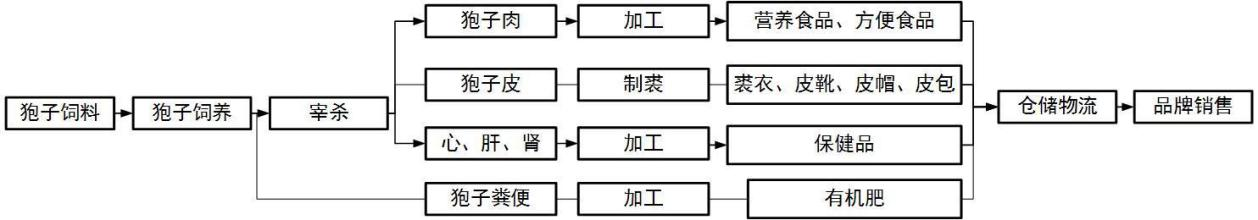 狍子肉
加工
营养食品、方便食品
狍子皮
制裘
裘衣、皮靴、皮帽、皮包
狍子饲料
狍子饲养
宰杀
仓储物流
品牌销售
心、肝、肾
加工
保健品
狍子粪便
加工
有机肥